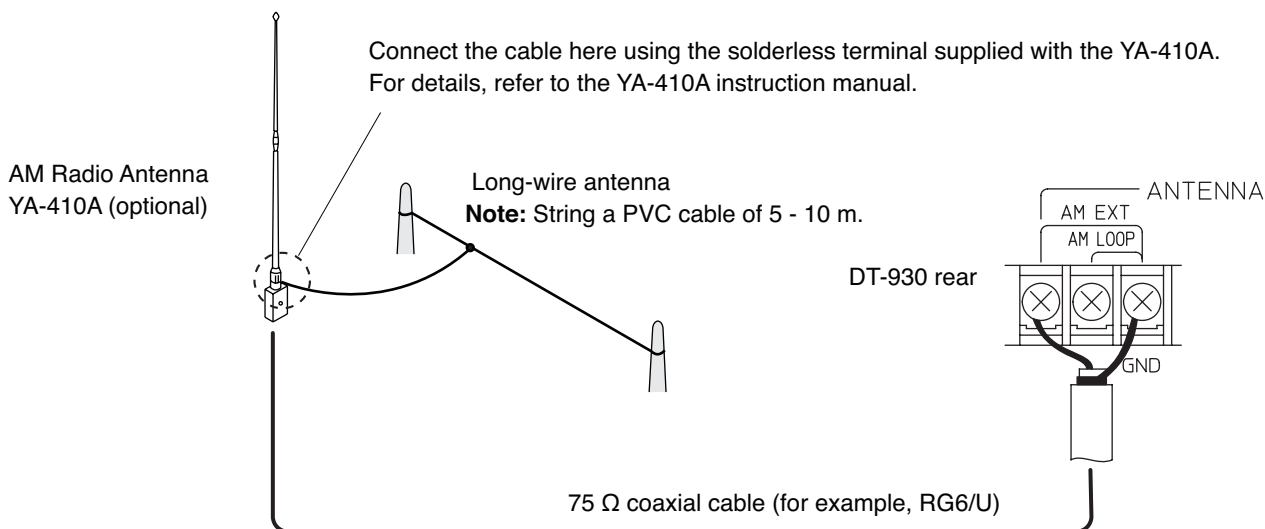 Connect the cable here using the solderless terminal supplied with the YA-410A.
For details, refer to the YA-410A instruction manual.
AM Radio Antenna
YA-410A (optional)
Long-wire antenna
Note: String a PVC cable of 5 - 10 m.
ANTENNA
AM EXT
AM LOOP
DT-930 rear
GND
75 Ω coaxial cable (for example, RG6/U)